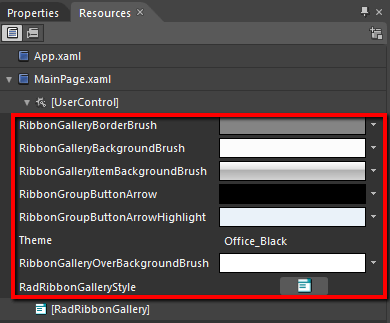 Properties
Resources
App.xaml
MainPage.xaml
[UserControl]
RibbonGalleryBorderBrush
RibbonGalleryBackgroundBrush
RibbonGalleryItemBackgroundBrush
RibbonGroupButtonArrow
RibbonGroupButtonArrowHighlight
Theme Office_Black
RibbonGalleryOverBackgroundBrush
RadRibbonGalleryStyle
[RadRibbonGallery]